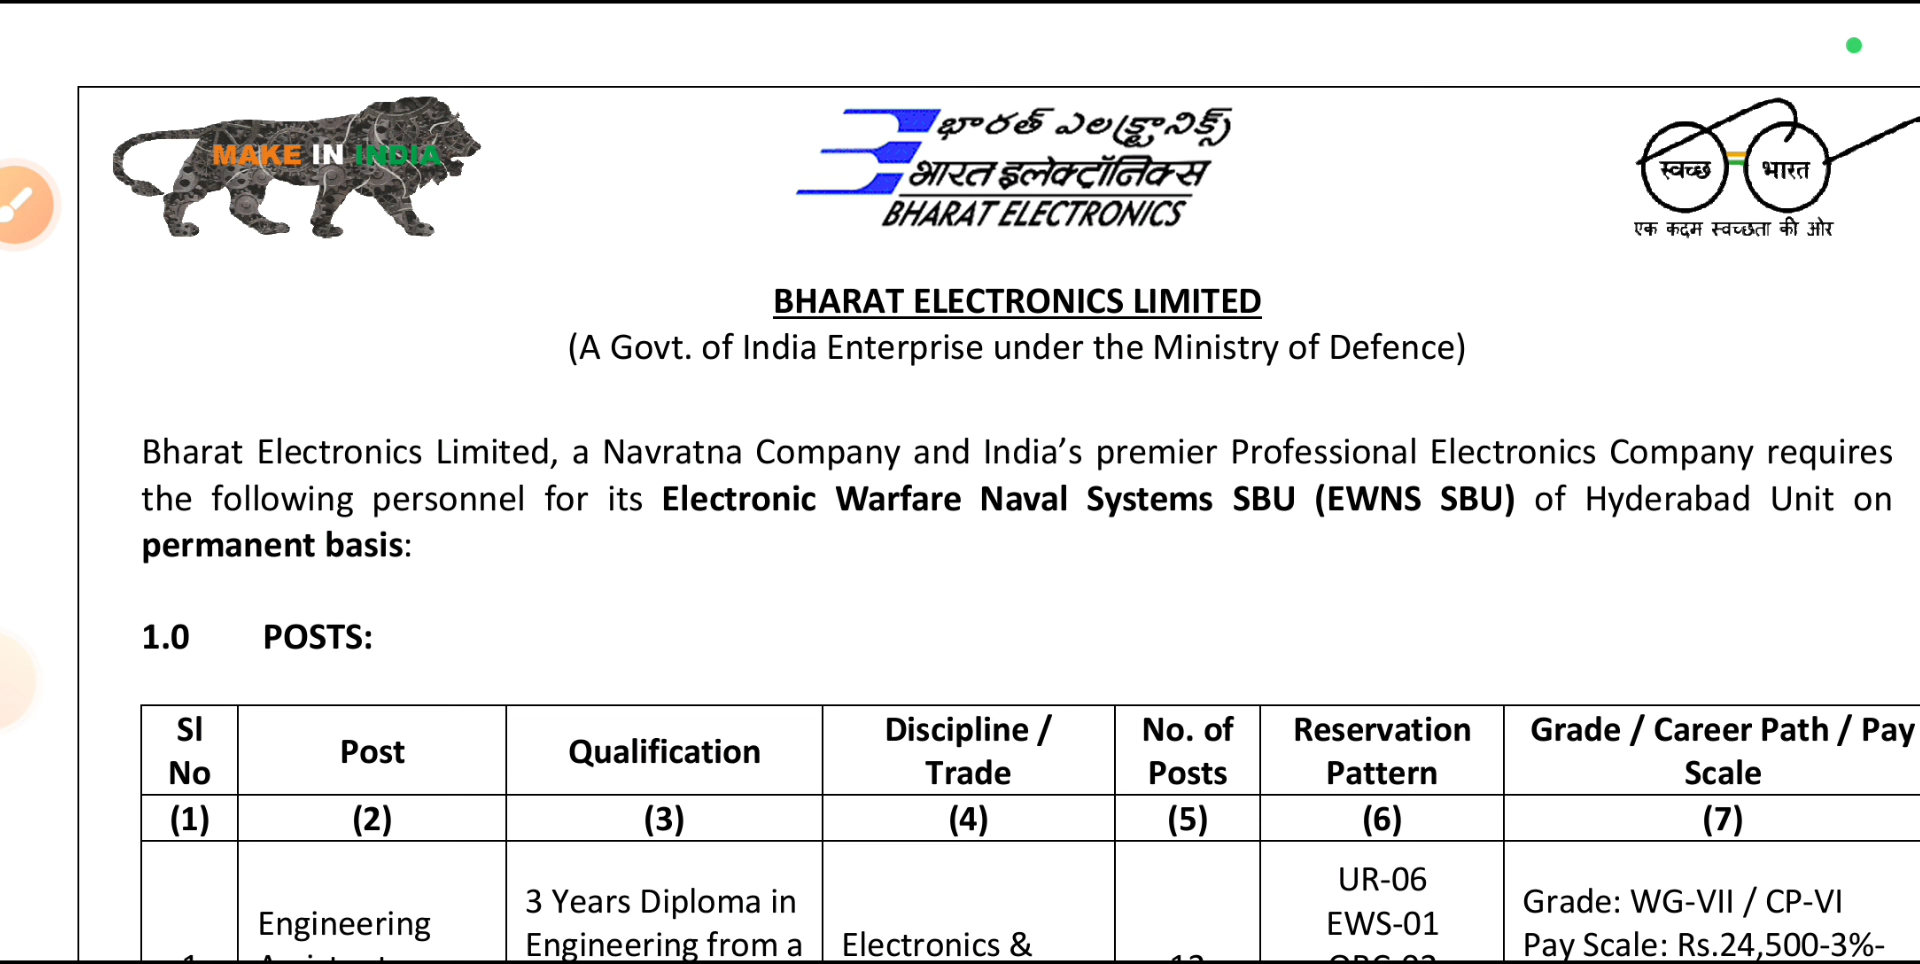 MAKE IN INDIA
భారత్ ఎలక్ట్రానిక్స్
भारत इलेक्ट्रॉनिक्स
BHARAT ELECTRONICS
स्वच्छ भारत
एक कदम स्वच्छता की ओर
BHARAT ELECTRONICS LIMITED
(A Govt. of India Enterprise under the Ministry of Defence)
Bharat Electronics Limited, a Navratna Company and India’s premier Professional Electronics Company requires
the following personnel for its Electronic Warfare Naval Systems SBU (EWNS SBU) of Hyderabad Unit on
permanent basis:
1.0 POSTS:
Sl No
Post
Qualification
Discipline / Trade
No. of Posts
Reservation Pattern
Grade / Career Path / Pay Scale
(1) (2) (3) (4) (5) (6) (7)
Engineering
3 Years Diploma in
Engineering from a
Electronics &
UR-06
EWS-01
Grade: WG-VII / CP-VI
Pay Scale: Rs.24,500-3%-